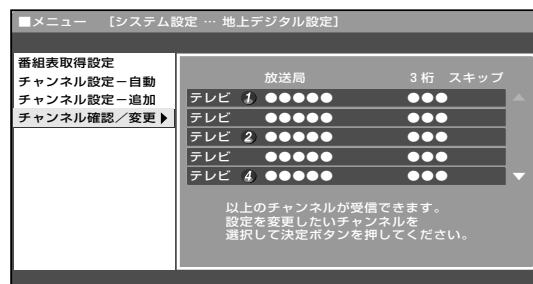 ■メニュー [システム設定 … 地上デジタル設定]
番組表取得設定
チャンネル設定－自動
チャンネル設定－追加
チャンネル確認／変更▶
放送局 3桁 スキップ
テレビ 1 ●●●●● ●●●
テレビ ●●●●● ●●●
テレビ 2 ●●●●● ●●●
テレビ ●●●●● ●●●
テレビ 4 ●●●●● ●●●
以上のチャンネルが受信できます。
設定を変更したいチャンネルを
選択して決定ボタンを押してください。